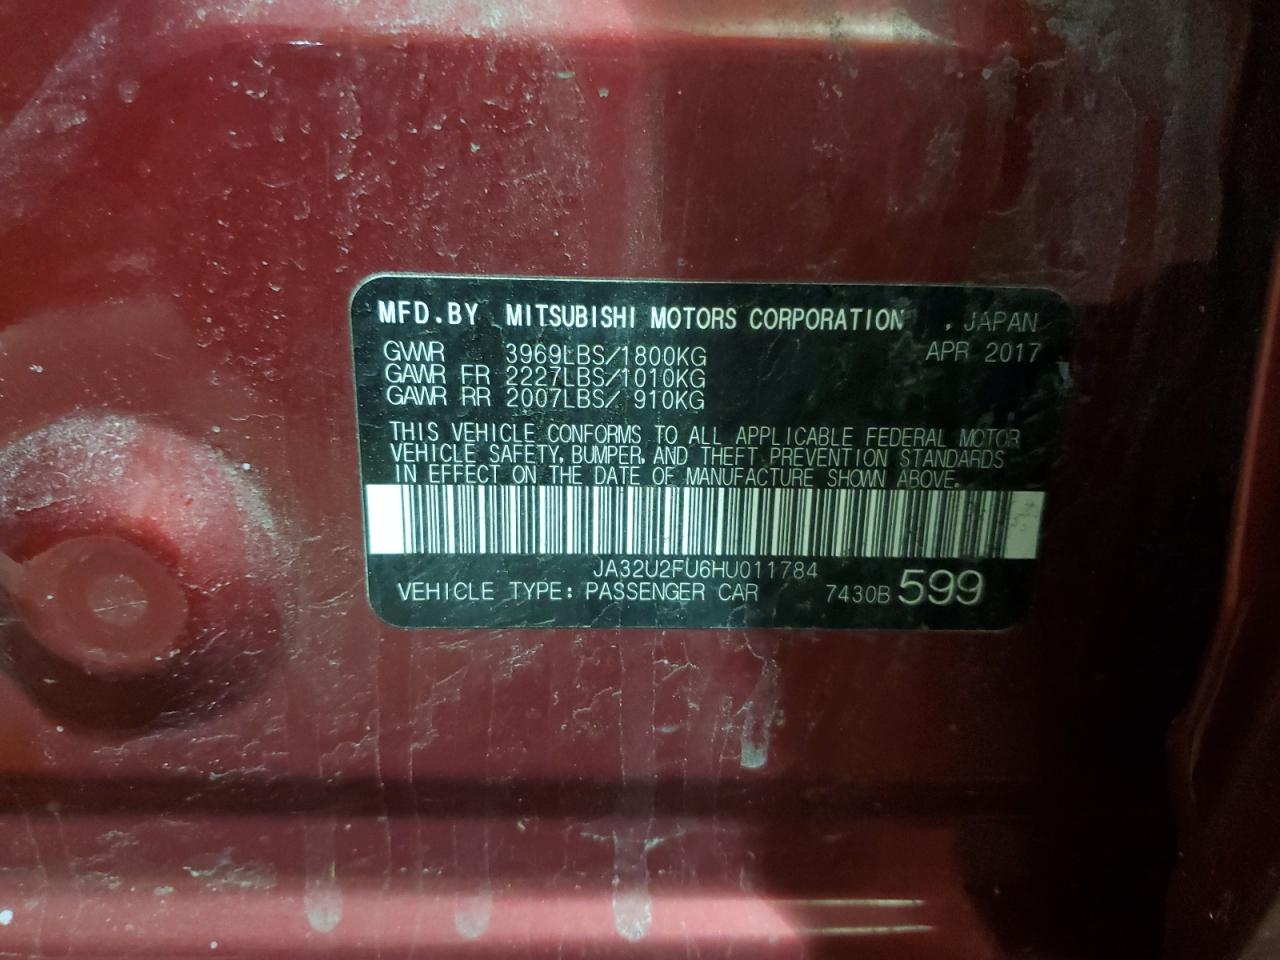 MFD.BY MITSUBISHI MOTORS CORPORATION , JAPAN
GVWR 3969LBS/1800KG APR 2017
GAWR FR 2227LBS/1010KG
GAWR RR 2007LBS/ 910KG
THIS VEHICLE CONFORMS TO ALL APPLICABLE FEDERAL MOTOR
VEHICLE SAFETY, BUMPER, AND THEFT PREVENTION STANDARDS
IN EFFECT ON THE DATE OF MANUFACTURE SHOWN ABOVE.
JA32U2FU6HU011784
VEHICLE TYPE: PASSENGER CAR 7430B 599